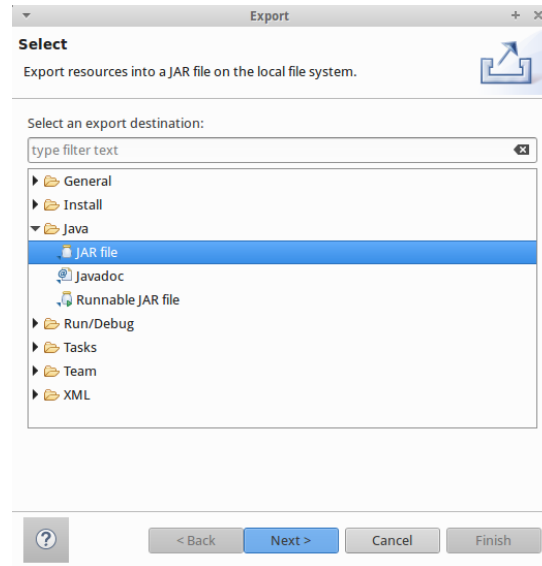 Export
Select
Export resources into a JAR file on the local file system.
Select an export destination:
type filter text
General
Install
Java
JAR file
Javadoc
Runnable JAR file
Run/Debug
Tasks
Team
XML
? < Back Next > Cancel Finish